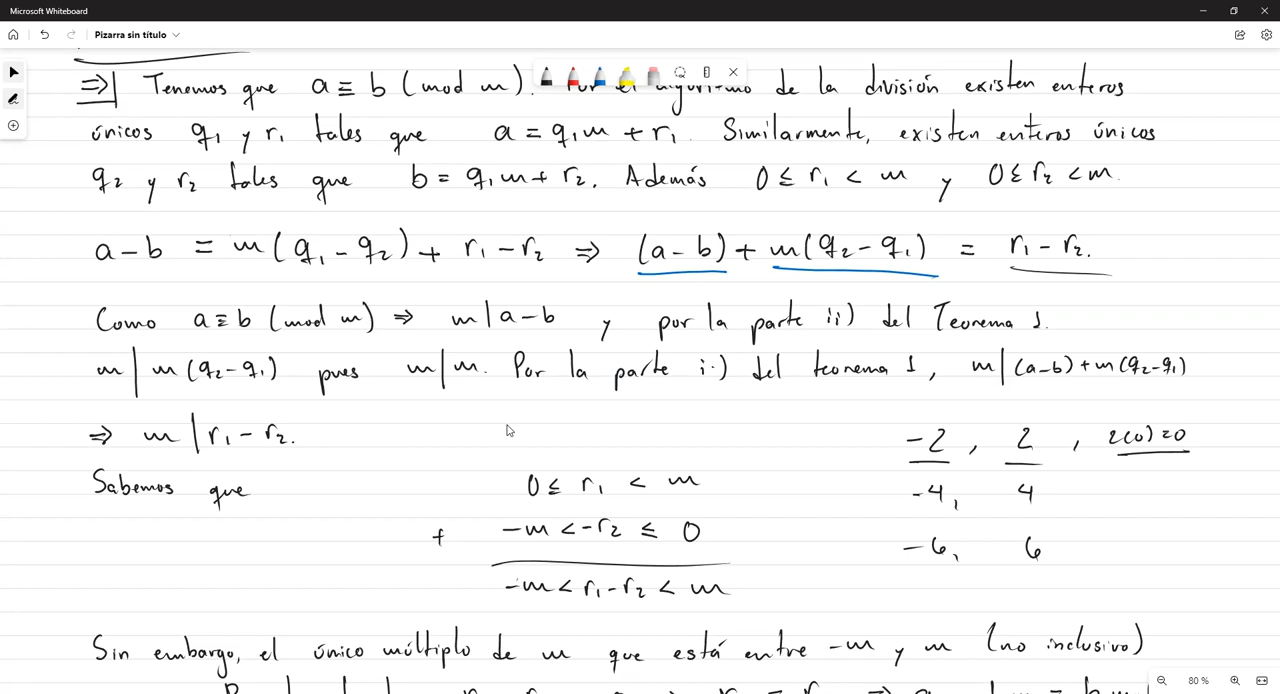 Microsoft Whiteboard
Pizarra sin título
⇒| Tenemos que a ≡ b (mod m). Por el algoritmo de la división existen enteros
únicos q₁ y r₁ tales que a = q₁m + r₁. Similarmente, existen enteros únicos
q₂ y r₂ tales que b = q₁m + r₂. Además 0 ≤ r₁ < m y 0 ≤ r₂ < m.
a - b = m(q₁ - q₂) + r₁ - r₂ ⇒ (a - b) + m(q₂ - q₁) = r₁ - r₂.
Como a ≡ b (mod m) ⇒ m | a - b y por la parte ii) del Teorema 1.
m | m(q₂ - q₁) pues m | m. Por la parte i.) del teorema 1, m | (a-b) + m(q₂ - q₁)
⇒ m | r₁ - r₂.
-2, 2, 2(0) = 0
Sabemos que 0 ≤ r₁ < m
-4, 4
+ -m < -r₂ ≤ 0
-6, 6
-m < r₁ - r₂ < m
Sin embargo, el único múltiplo de m que está entre -m y m (no inclusivo)
80 %